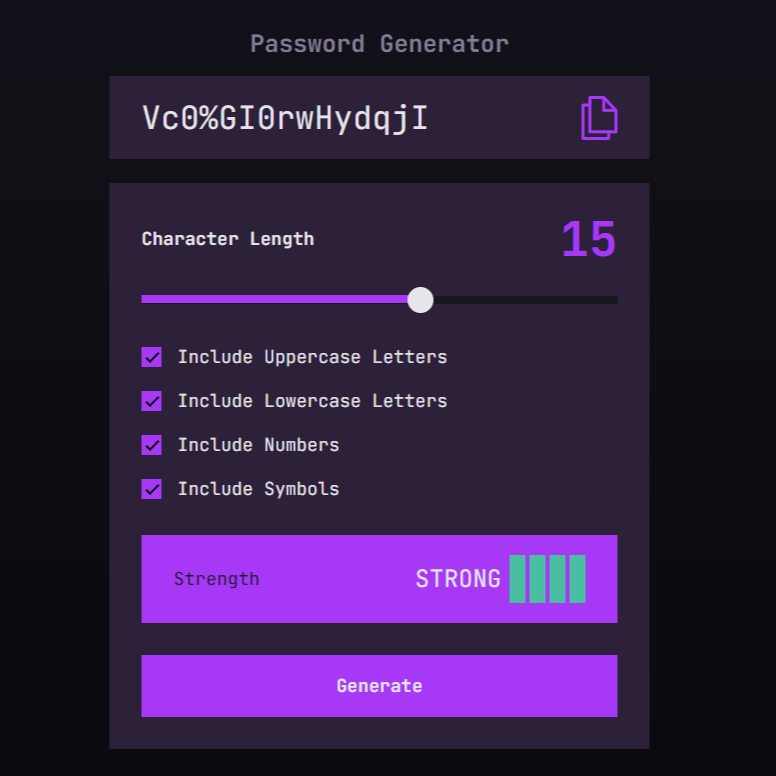 Password Generator
Vc0%GI0rwHydqjI
Character Length
15
Include Uppercase Letters
Include Lowercase Letters
Include Numbers
Include Symbols
Strength
STRONG
Generate